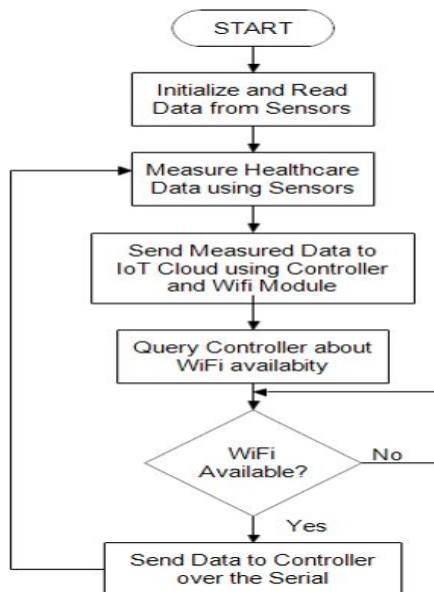 START
Initialize and Read
Data from Sensors
Measure Healthcare
Data using Sensors
Send Measured Data to
IoT Cloud using Controller
and Wifi Module
Query Controller about
WiFi availabity
WiFi
Available?
No
Yes
Send Data to Controller
over the Serial